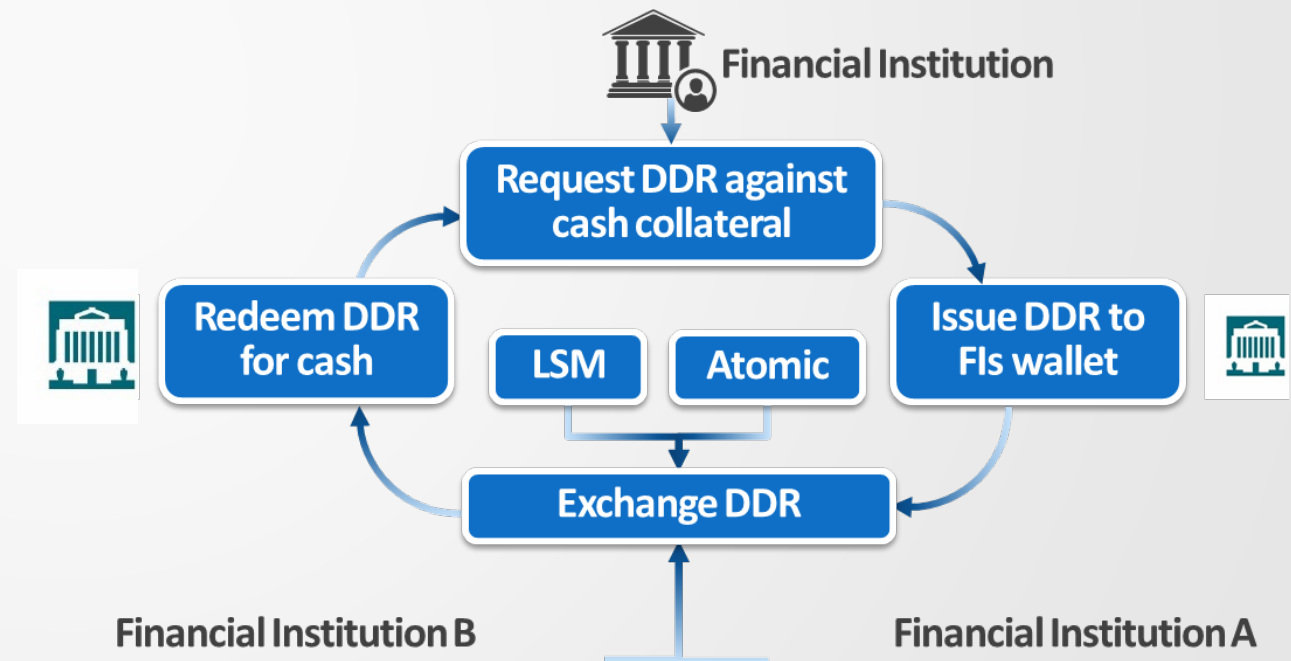 Financial Institution
Request DDR against
cash collateral
Redeem DDR
for cash
LSM
Atomic
Issue DDR to
FIs wallet
Exchange DDR
Financial Institution B
Financial Institution A